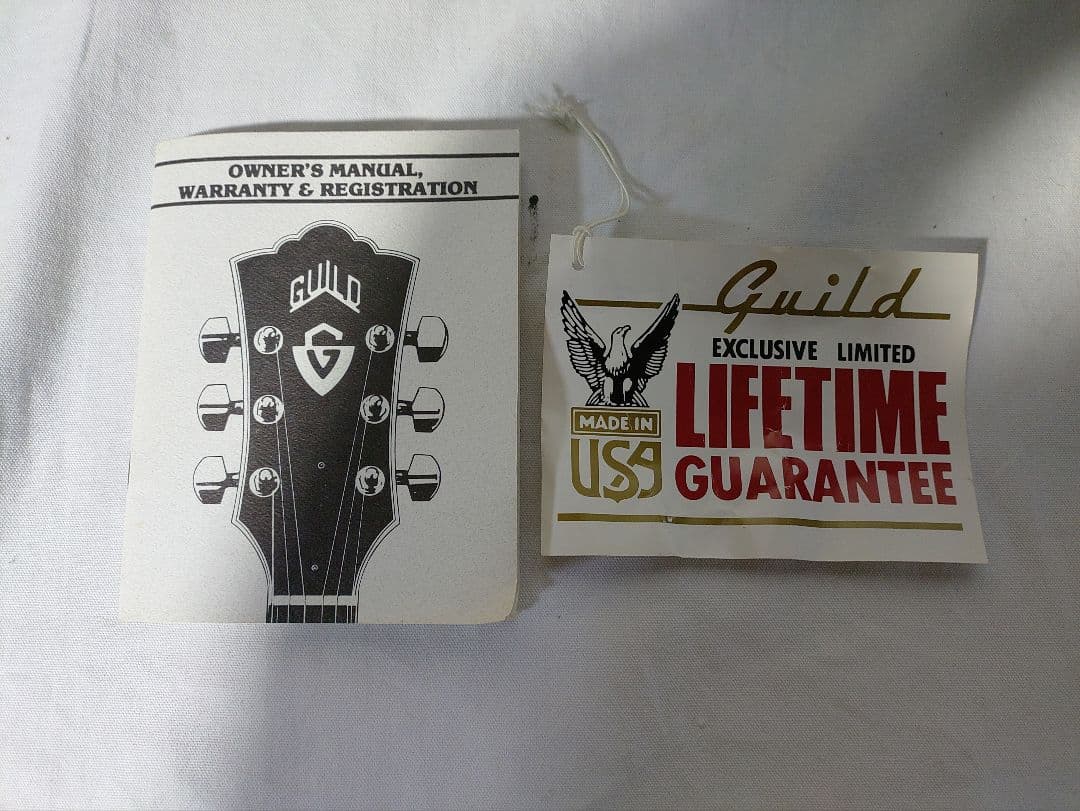 OWNER'S MANUAL,
WARRANTY & REGISTRATION
GUILD
G
Guild
EXCLUSIVE LIMITED
LIFETIME
GUARANTEE
MADE IN
USA